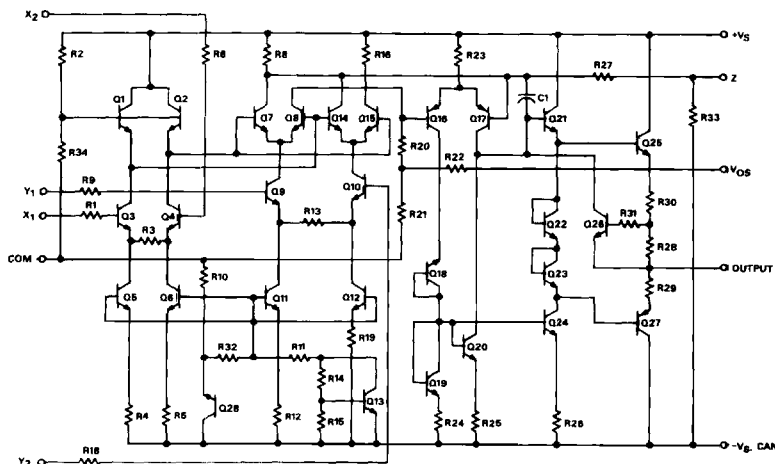 X2
R2
R6
R8
R16
R23
+VS
R27
Z
Q1
Q2
Q7
Q8
Q14
Q15
Q16
Q17
C1
Q21
R33
R34
R20
Q25
R22
VOS
Y1
R9
Q9
Q10
R30
X1
R1
Q3
Q4
R13
R21
Q22
Q26
R31
R3
R28
COM
R10
Q18
Q23
OUTPUT
R29
Q5
Q6
Q11
Q12
R19
Q24
Q27
R32
R11
Q20
R14
Q13
Q19
Q28
R4
R5
R12
R15
R24
R25
R26
-VS, CAN
Y2
R18